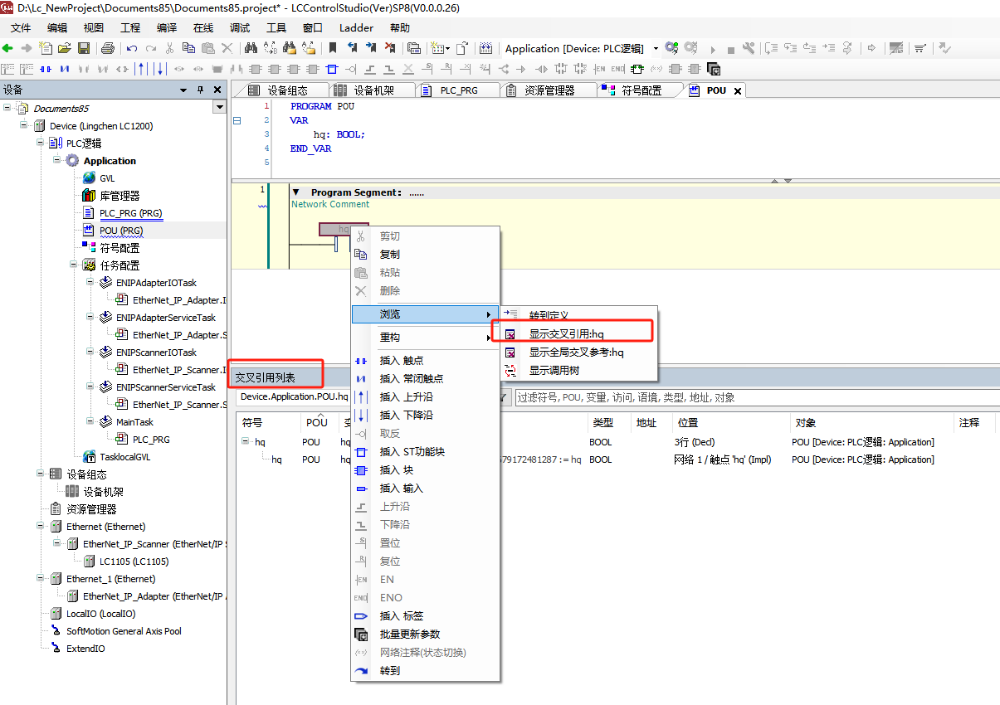 D:\Lc_NewProject\Documents85\Documents85.project* - LCControlStudio(Ver)SP8(V0.0.0.26)
文件 编辑 视图 工程 编译 在线 调试 工具 窗口 Ladder 帮助
Application [Device: PLC逻辑]
设备
Documents85
Device (Lingchen LC1200)
PLC逻辑
Application
GVL
库管理器
PLC_PRG (PRG)
POU (PRG)
符号配置
任务配置
ENIPAdapterIOTask
EtherNet_IP_Adapter.I
ENIPAdapterServiceTask
EtherNet_IP_Adapter.S
ENIPScannerIOTask
EtherNet_IP_Scanner.I
ENIPScannerServiceTask
EtherNet_IP_Scanner.S
MainTask
PLC_PRG
TasklocalGVL
设备组态
设备机架
资源管理器
Ethernet (Ethernet)
EtherNet_IP_Scanner (EtherNet/IP S
LC1105 (LC1105)
Ethernet_1 (Ethernet)
EtherNet_IP_Adapter (EtherNet/IP A
LocalIO (LocalIO)
SoftMotion General Axis Pool
ExtendIO
设备组态 设备机架 PLC_PRG 资源管理器 符号配置 POU
1 PROGRAM POU
2 VAR
3 hq: BOOL;
4 END_VAR
5
1 Program Segment: ......
Network Comment
hq
剪切
复制
粘贴
删除
浏览
重构
插入 触点
插入 常闭触点
插入 上升沿
插入 下降沿
取反
插入 ST功能块
插入 块
插入 输入
上升沿
下降沿
置位
复位
EN
ENO
插入 标签
批量更新参数
网络注释(状态切换)
转到
转到定义
显示交叉引用:hq
显示全局交叉参考:hq
显示调用树
交叉引用列表
Device.Application.POU.hq 过滤符号, POU, 变量, 访问, 语境, 类型, 地址, 对象
符号 POU 变 类型 地址 位置 对象 注释
hq POU hq BOOL 3行 (Decl) POU [Device: PLC逻辑: Application]
hq POU hq 579172481287 := hq BOOL 网络 1 / 触点 'hq' (Impl) POU [Device: PLC逻辑: Application]